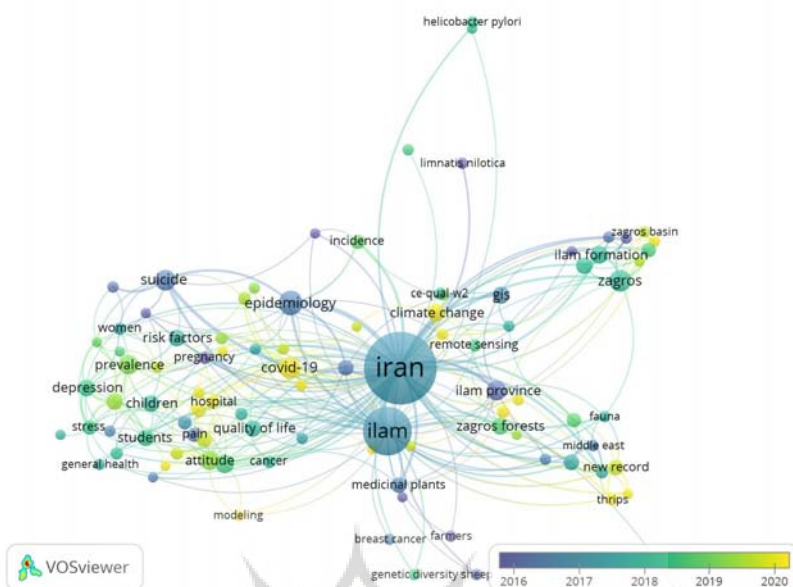 helicobacter pylori
limnatis nilotica
zagros basin
incidence
ilam formation
suicide
zagros
ce-qual-w2
gis
epidemiology
climate change
women
risk factors
remote sensing
pregnancy
prevalence
covid-19
iran
depression
ilam province
children
hospital
fauna
stress
zagros forests
students
pain
quality of life
ilam
middle east
general health
attitude
cancer
new record
medicinal plants
thrips
modeling
breast cancer
farmers
genetic diversity
sheep
VOSviewer
2016
2017
2018
2019
2020